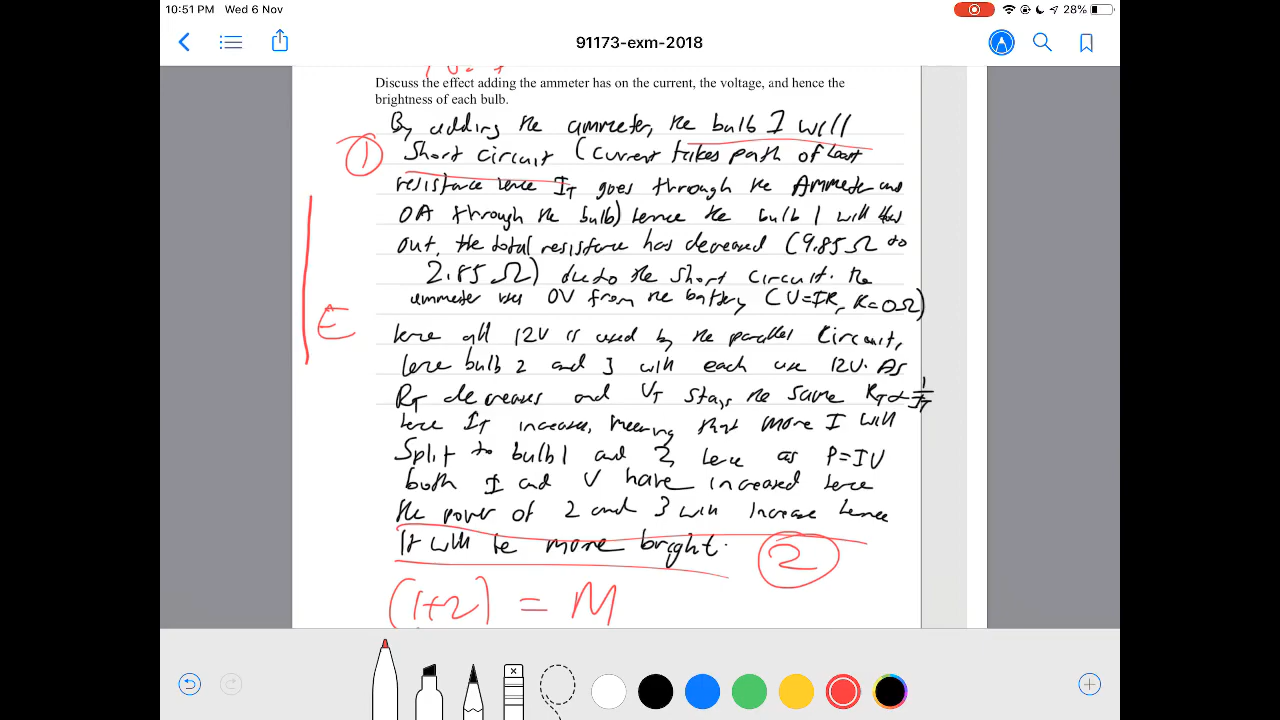 10:51 PM Wed 6 Nov
28%
91173-exm-2018
Discuss the effect adding the ammeter has on the current, the voltage, and hence the
brightness of each bulb.
By adding the ammeter, the bulb I will
① Short circuit (current takes path of least
resistance hence IT goes through the Ammeter and
0A through the bulb) hence the bulb 1 will
out, the total resistance has decreased (9.85Ω to
2.85Ω) due to the short circuit. the
ammeter uses 0V from the battery (V=IR, R=0Ω)
E
hence all 12V is used by the parallel Circuit,
hence bulb 2 and 3 will each use 12V. As
RT decreases and VT stays the same RT ∝ 1/IT
hence IT increase, meaning that more I will
Split to bulb 1 and 2, hence as P=IV
both I and V have increased hence
the power of 2 and 3 will increase hence
it will be more bright. ②
(1+2) = M